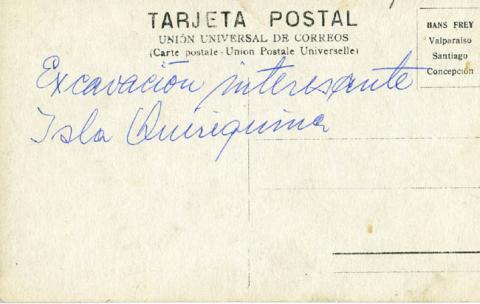 TARJETA POSTAL
UNIÓN UNIVERSAL DE CORREOS
(Carte postale - Union Postale Universelle)
HANS FREY
Valparaiso
Santiago
Concepción
Excavación interesante
Isla Quiriquina